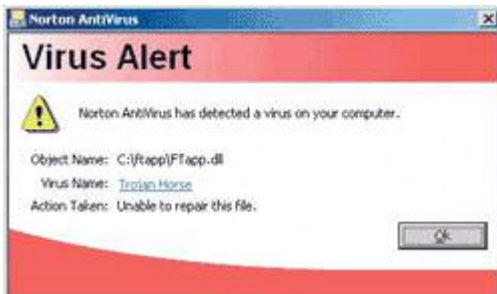 Norton AntiVirus
Virus Alert
Norton AntiVirus has detected a virus on your computer.
Object Name: C:\ftapp\FTapp.dll
Virus Name: Trojan Horse
Action Taken: Unable to repair this file.
Ok